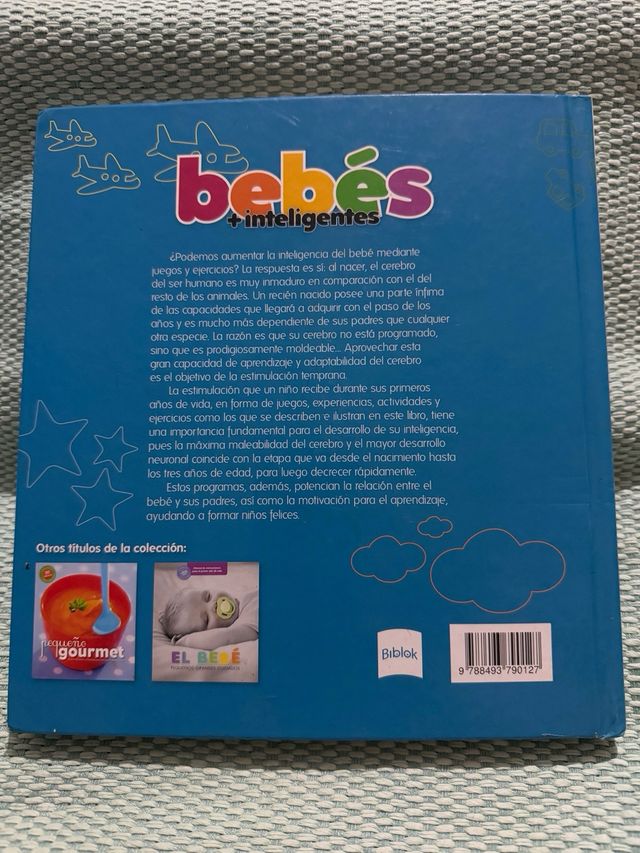 bebés
+inteligentes
¿Podemos aumentar la inteligencia del bebé mediante
juegos y ejercicios? La respuesta es sí: al nacer, el cerebro
del ser humano es muy inmaduro en comparación con el del
resto de los animales. Un recién nacido posee una parte ínfima
de las capacidades que llegará a adquirir con el paso de los
años y es mucho más dependiente de sus padres que cualquier
otra especie. La razón es que su cerebro no está programado,
sino que es prodigiosamente moldeable... Aprovechar esta
gran capacidad de aprendizaje y adaptabilidad del cerebro
es el objetivo de la estimulación temprana.
La estimulación que un niño recibe durante sus primeros
años de vida, en forma de juegos, experiencias, actividades y
ejercicios como los que se describen e ilustran en este libro, tiene
una importancia fundamental para el desarrollo de su inteligencia,
pues la máxima maleabilidad del cerebro y el mayor desarrollo
neuronal coincide con la etapa que va desde el nacimiento hasta
los tres años de edad, para luego decrecer rápidamente.
Estos programas, además, potencian la relación entre el
bebé y sus padres, así como la motivación para el aprendizaje,
ayudando a formar niños felices.
Otros títulos de la colección:
pequeño
gourmet
EL BEBÉ
PEQUEÑOS GRANDES CUIDADOS
Biblok
9 788493 790127